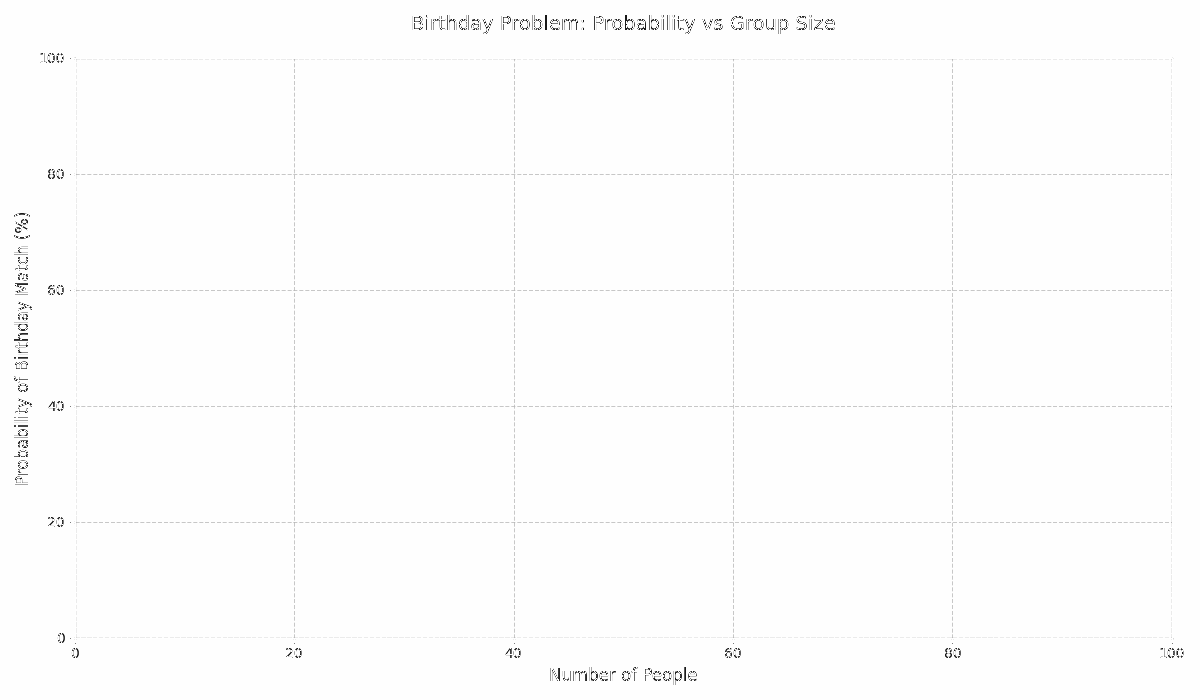 Birthday Problem: Probability vs Group Size
100
80
60
40
20
0
Probability of Birthday Match (%)
0 20 40 60 80 100
Number of People